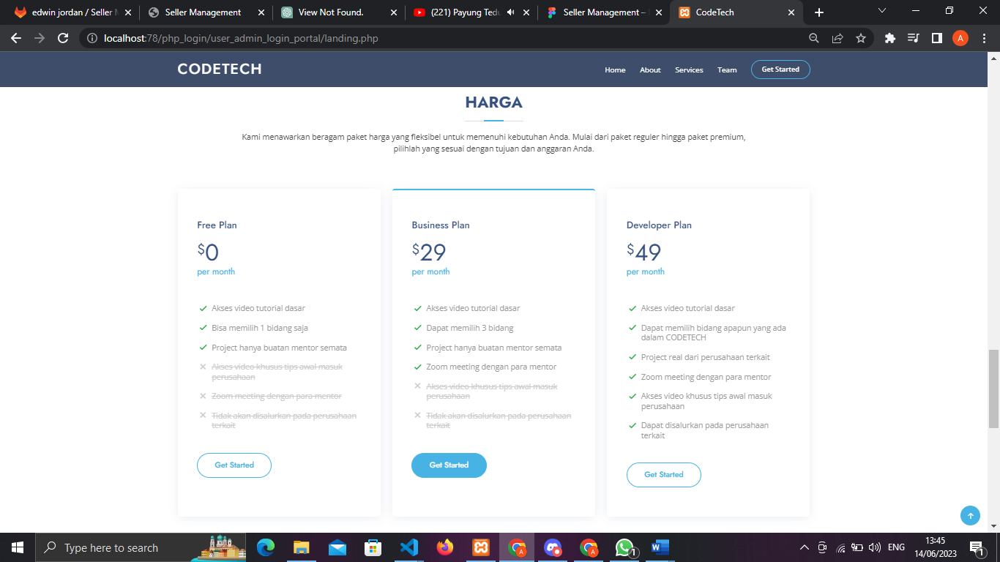 edwin jordan / Seller M
Seller Management
View Not Found.
(221) Payung Tedu
Seller Management –
CodeTech
localhost:78/php_login/user_admin_login_portal/landing.php
A
CODETECH
Home
About
Services
Team
Get Started
HARGA
Kami menawarkan beragam paket harga yang fleksibel untuk memenuhi kebutuhan Anda. Mulai dari paket reguler hingga paket premium,
pilihlah yang sesuai dengan tujuan dan anggaran Anda.
Free Plan
$0
per month
Akses video tutorial dasar
Bisa memilih 1 bidang saja
Project hanya buatan mentor semata
Akses video khusus tips awal masuk
perusahaan
Zoom meeting dengan para mentor
Tidak akan disalurkan pada perusahaan
terkait
Get Started
Business Plan
$29
per month
Akses video tutorial dasar
Dapat memilih 3 bidang
Project hanya buatan mentor semata
Zoom meeting dengan para mentor
Akses video khusus tips awal masuk
perusahaan
Tidak akan disalurkan pada perusahaan
terkait
Get Started
Developer Plan
$49
per month
Akses video tutorial dasar
Dapat memilih bidang apapun yang ada
dalam CODETECH
Project real dari perusahaan terkait
Zoom meeting dengan para mentor
Akses video khusus tips awal masuk
perusahaan
Dapat disalurkan pada perusahaan
terkait
Get Started
Type here to search
ENG
13:45
14/06/2023